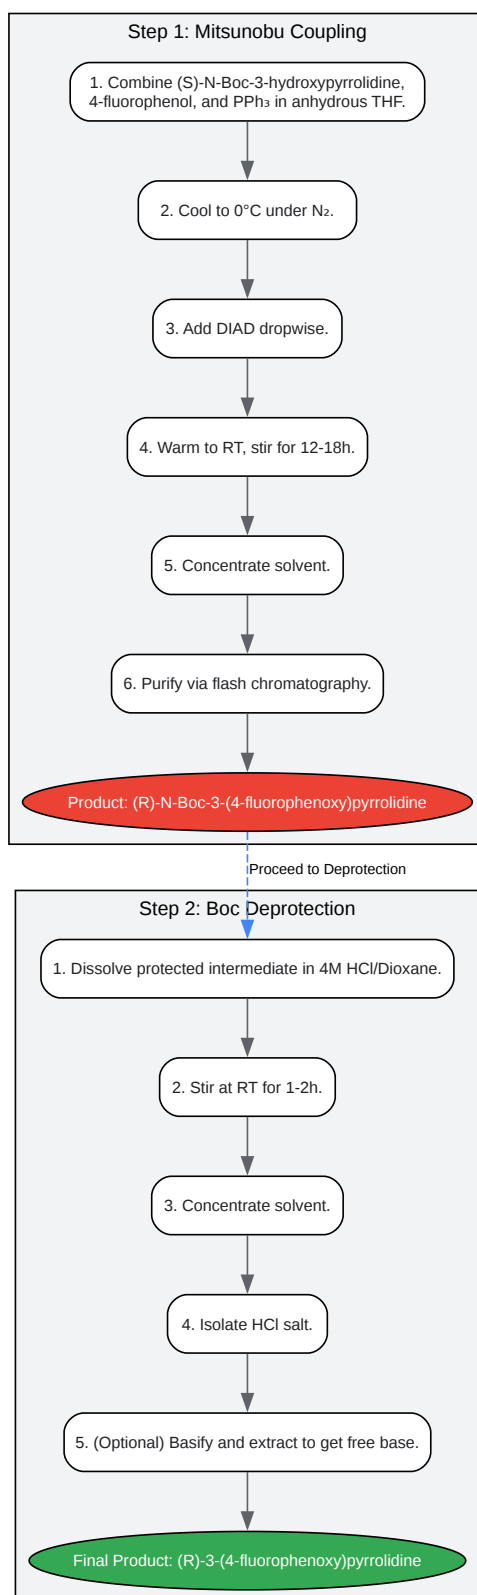 Step 1: Mitsunobu Coupling
1. Combine (S)-N-Boc-3-hydroxypyrrolidine,
4-fluorophenol, and PPh₃ in anhydrous THF.
2. Cool to 0°C under N₂.
3. Add DIAD dropwise.
4. Warm to RT, stir for 12-18h.
5. Concentrate solvent.
6. Purify via flash chromatography.
Product: (R)-N-Boc-3-(4-fluorophenoxy)pyrrolidine
Proceed to Deprotection
Step 2: Boc Deprotection
1. Dissolve protected intermediate in 4M HCl/Dioxane.
2. Stir at RT for 1-2h.
3. Concentrate solvent.
4. Isolate HCl salt.
5. (Optional) Basify and extract to get free base.
Final Product: (R)-3-(4-fluorophenoxy)pyrrolidine